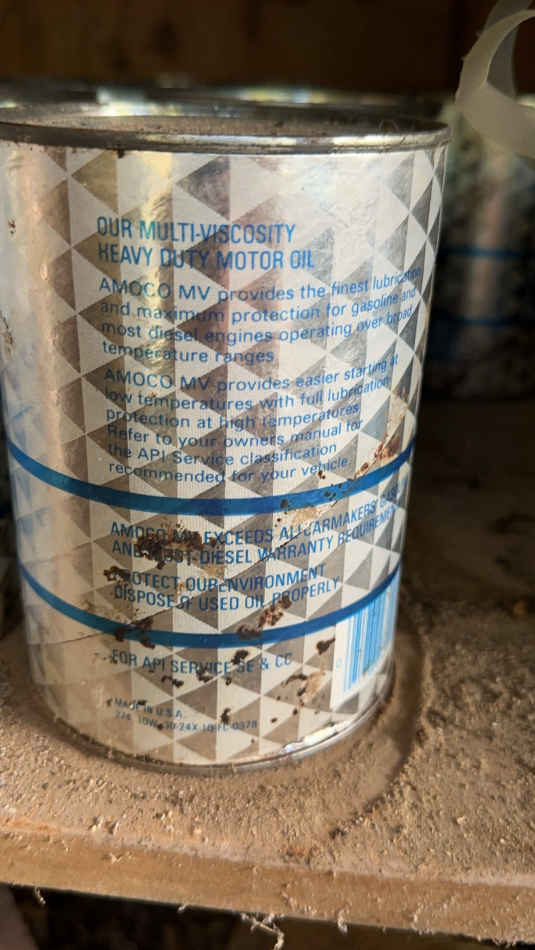 OUR MULTI-VISCOSITY
HEAVY DUTY MOTOR OIL
AMOCO MV provides the finest lubrication
and maximum protection for gasoline and
most diesel engines operating over broad
temperature ranges
AMOCO MV provides easier starting at
low temperatures with full lubrication
protection at high temperatures.
Refer to your owners manual for
the API Service classification
recommended for your vehicle.
AMOCO MV EXCEEDS ALL CARMAKERS'
AND MOST DIESEL WARRANTY REQUIREMENTS
PROTECT OUR ENVIRONMENT
DISPOSE OF USED OIL PROPERLY
FOR API SERVICE SE & CC
MADE IN U.S.A.
0